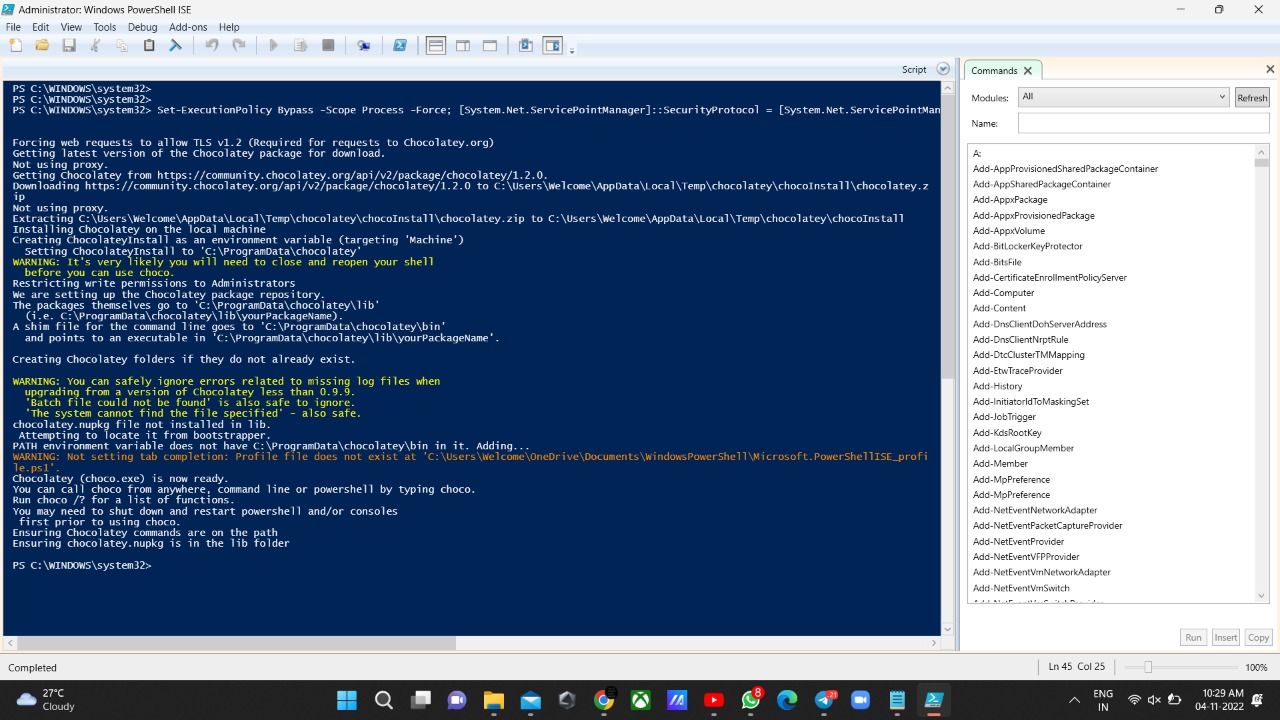 Administrator: Windows PowerShell ISE
File Edit View Tools Debug Add-ons Help
Script
PS C:\WINDOWS\system32>
PS C:\WINDOWS\system32>
PS C:\WINDOWS\system32> Set-ExecutionPolicy Bypass -Scope Process -Force; [System.Net.ServicePointManager]::SecurityProtocol = [System.Net.ServicePointMan
Forcing web requests to allow TLS v1.2 (Required for requests to Chocolatey.org)
Getting latest version of the Chocolatey package for download.
Not using proxy.
Getting Chocolatey from https://community.chocolatey.org/api/v2/package/chocolatey/1.2.0.
Downloading https://community.chocolatey.org/api/v2/package/chocolatey/1.2.0 to C:\Users\Welcome\AppData\Local\Temp\chocolatey\chocoInstall\chocolatey.z
ip
Not using proxy.
Extracting C:\Users\Welcome\AppData\Local\Temp\chocolatey\chocoInstall\chocolatey.zip to C:\Users\Welcome\AppData\Local\Temp\chocolatey\chocoInstall
Installing Chocolatey on the local machine
Creating ChocolateyInstall as an environment variable (targeting 'Machine')
Setting ChocolateyInstall to 'C:\ProgramData\chocolatey'
WARNING: It's very likely you will need to close and reopen your shell
before you can use choco.
Restricting write permissions to Administrators
We are setting up the Chocolatey package repository.
The packages themselves go to 'C:\ProgramData\chocolatey\lib'
(i.e. C:\ProgramData\chocolatey\lib\yourPackageName).
A shim file for the command line goes to 'C:\ProgramData\chocolatey\bin'
and points to an executable in 'C:\ProgramData\chocolatey\lib\yourPackageName'.
Creating Chocolatey folders if they do not already exist.
WARNING: You can safely ignore errors related to missing log files when
upgrading from a version of Chocolatey less than 0.9.9.
'Batch file could not be found' is also safe to ignore.
'The system cannot find the file specified' - also safe.
chocolatey.nupkg file not installed in lib.
Attempting to locate it from bootstrapper.
PATH environment variable does not have C:\ProgramData\chocolatey\bin in it. Adding...
WARNING: Not setting tab completion: Profile file does not exist at 'C:\Users\Welcome\OneDrive\Documents\WindowsPowerShell\Microsoft.PowerShellISE_profi
le.ps1'.
Chocolatey (choco.exe) is now ready.
You can call choco from anywhere, command line or powershell by typing choco.
Run choco /? for a list of functions.
You may need to shut down and restart powershell and/or consoles
first prior to using choco.
Ensuring Chocolatey commands are on the path
Ensuring chocolatey.nupkg is in the lib folder
PS C:\WINDOWS\system32>
Commands
Modules: All Refresh
Name:
A:
Add-AppProvisionedSharedPackageContainer
Add-AppSharedPackageContainer
Add-AppxPackage
Add-AppxProvisionedPackage
Add-AppxVolume
Add-BitLockerKeyProtector
Add-BitsFile
Add-CertificateEnrollmentPolicyServer
Add-Computer
Add-Content
Add-DnsClientDohServerAddress
Add-DnsClientNrptRule
Add-DtcClusterTMMapping
Add-EtwTraceProvider
Add-History
Add-InitiatorIdToMaskingSet
Add-JobTrigger
Add-KdsRootKey
Add-LocalGroupMember
Add-Member
Add-MpPreference
Add-MpPreference
Add-NetEventNetworkAdapter
Add-NetEventPacketCaptureProvider
Add-NetEventProvider
Add-NetEventVFPProvider
Add-NetEventVmNetworkAdapter
Add-NetEventVmSwitch
Add-NetEventVmSwitchProvider
Run Insert Copy
Completed
Ln 45 Col 25
100%
27°C
Cloudy
8
21
ENG
IN
10:29 AM
04-11-2022